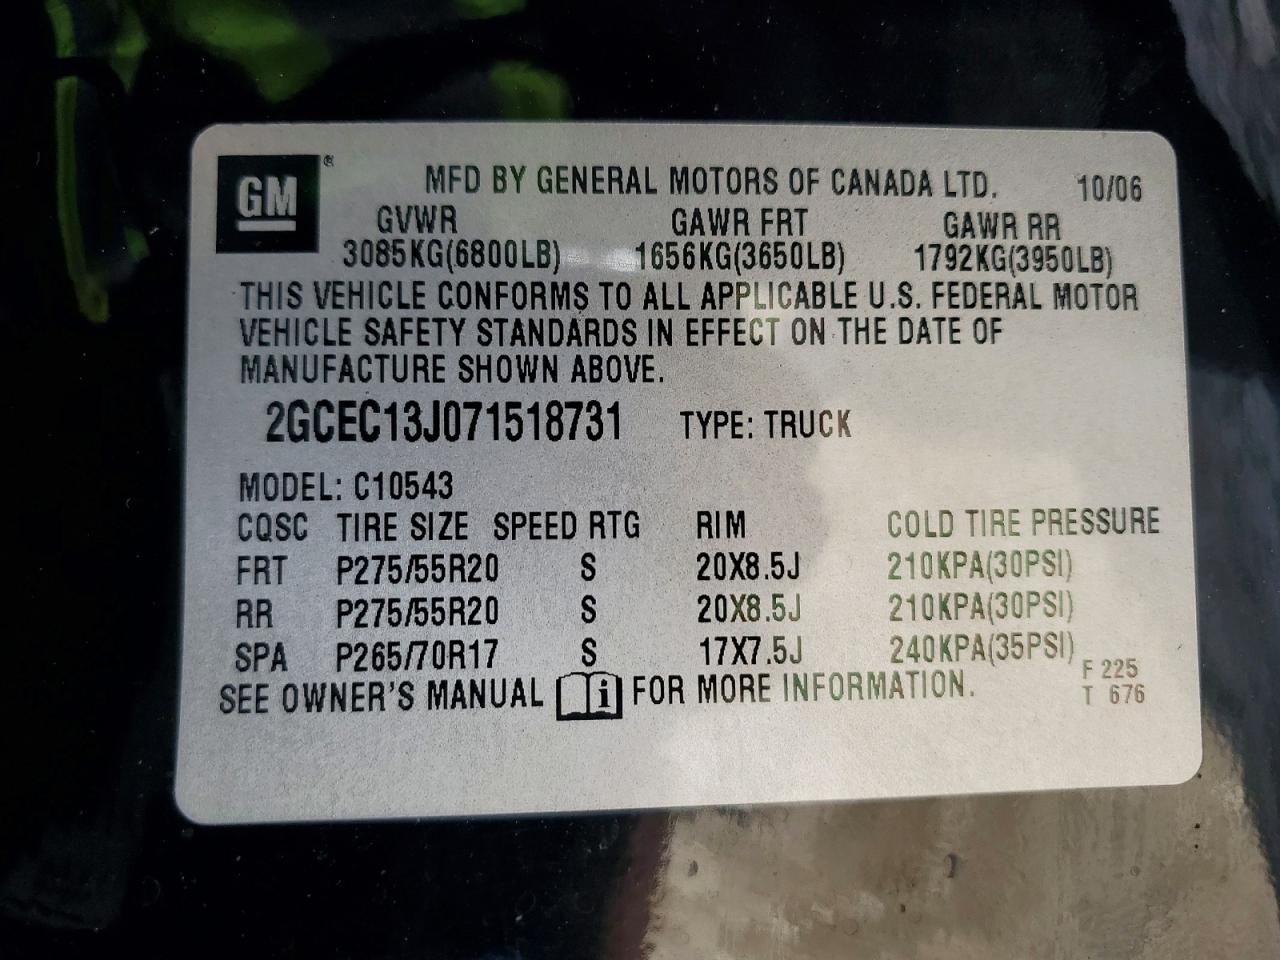 GM ®
MFD BY GENERAL MOTORS OF CANADA LTD. 10/06
GVWR GAWR FRT GAWR RR
3085KG(6800LB) 1656KG(3650LB) 1792KG(3950LB)
THIS VEHICLE CONFORMS TO ALL APPLICABLE U.S. FEDERAL MOTOR
VEHICLE SAFETY STANDARDS IN EFFECT ON THE DATE OF
MANUFACTURE SHOWN ABOVE.
2GCEC13J071518731 TYPE: TRUCK
MODEL: C10543
CQSC TIRE SIZE SPEED RTG RIM COLD TIRE PRESSURE
FRT P275/55R20 S 20X8.5J 210KPA(30PSI)
RR P275/55R20 S 20X8.5J 210KPA(30PSI)
SPA P265/70R17 S 17X7.5J 240KPA(35PSI)
F 225
SEE OWNER'S MANUAL i FOR MORE INFORMATION. T 676